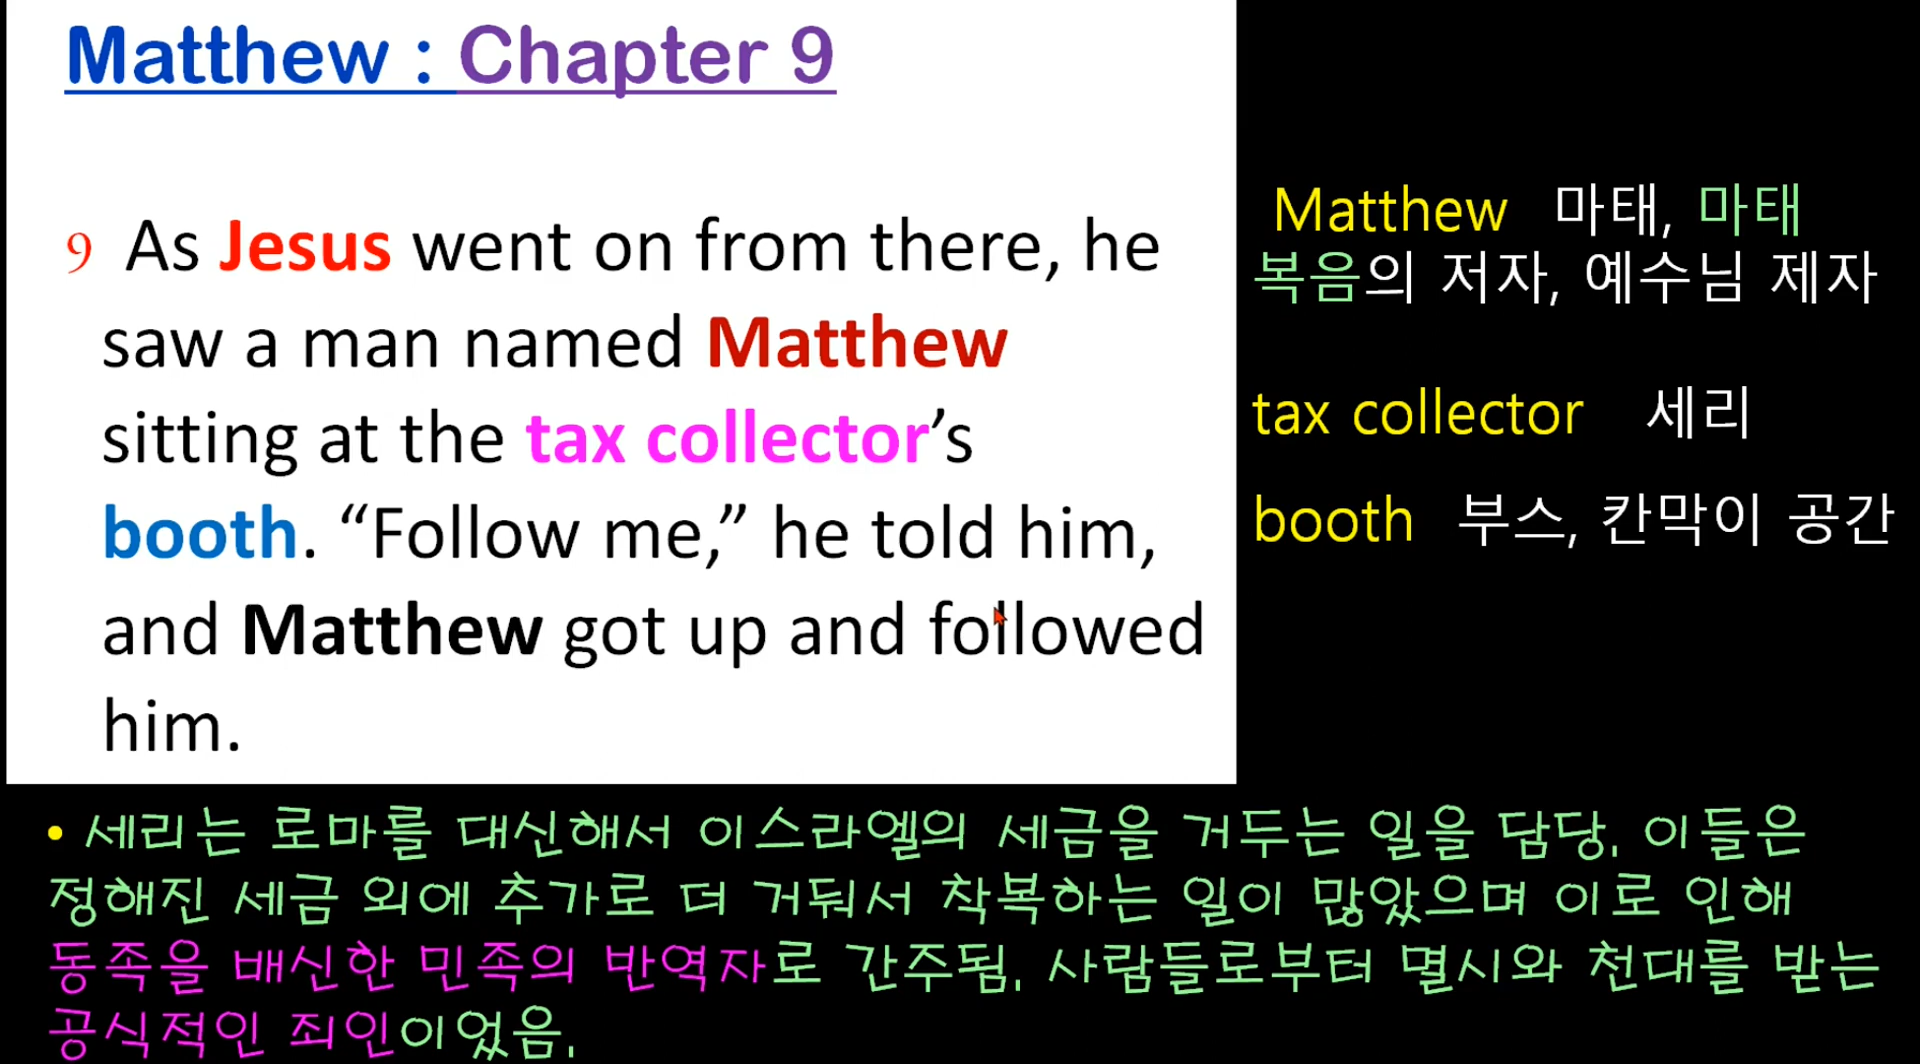 Matthew : Chapter 9
9 As Jesus went on from there, he
saw a man named Matthew
sitting at the tax collector’s
booth. “Follow me,” he told him,
and Matthew got up and followed
him.
Matthew 마태, 마태
복음의 저자, 예수님 제자
tax collector 세리
booth 부스, 칸막이 공간
• 세리는 로마를 대신해서 이스라엘의 세금을 거두는 일을 담당. 이들은
정해진 세금 외에 추가로 더 거둬서 착복하는 일이 많았으며 이로 인해
동족을 배신한 민족의 반역자로 간주됨. 사람들로부터 멸시와 천대를 받는
공식적인 죄인이었음.